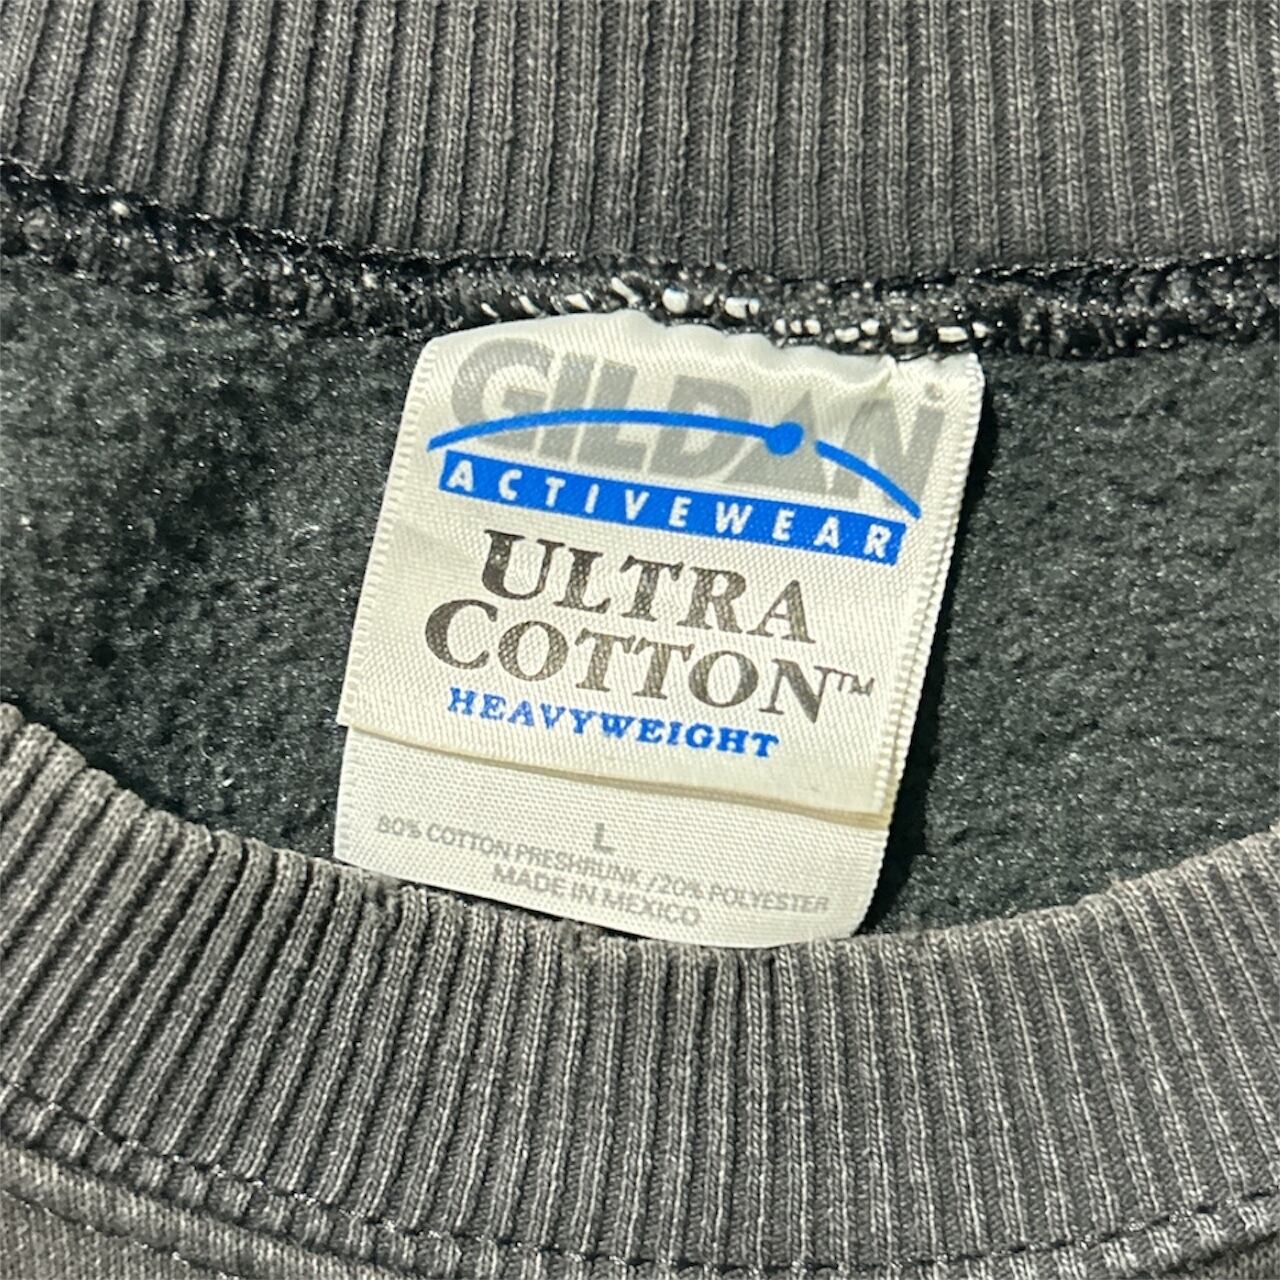 GILDAN
ACTIVEWEAR
ULTRA
COTTON™
HEAVYWEIGHT
L
80% COTTON PRESHRUNK /20% POLYESTER
MADE IN MEXICO